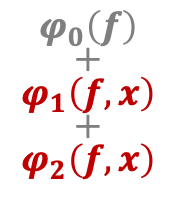 φ₀(f)
+
φ₁(f, x)
+
φ₂(f, x)